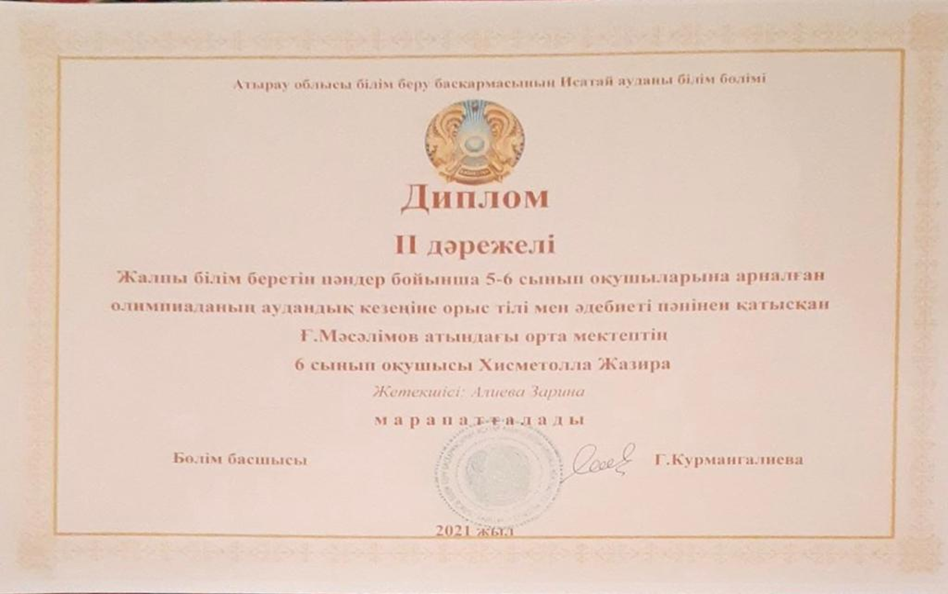 Атырау облысы білім беру басқармасының Исатай ауданы білім бөлімі
Диплом
II дәрежелі
Жалпы білім беретін пәндер бойынша 5-6 сынып оқушыларына арналған
олимпиаданың аудандық кезеңіне орыс тілі мен әдебиеті пәнінен қатысқан
Ғ.Мәсәлімов атындағы орта мектептің
6 сынып оқушысы Хисметолла Жазира
Жетекшісі: Алиева Зарина
марапатталады
Бөлім басшысы
Г.Курмангалиева
2021 жыл